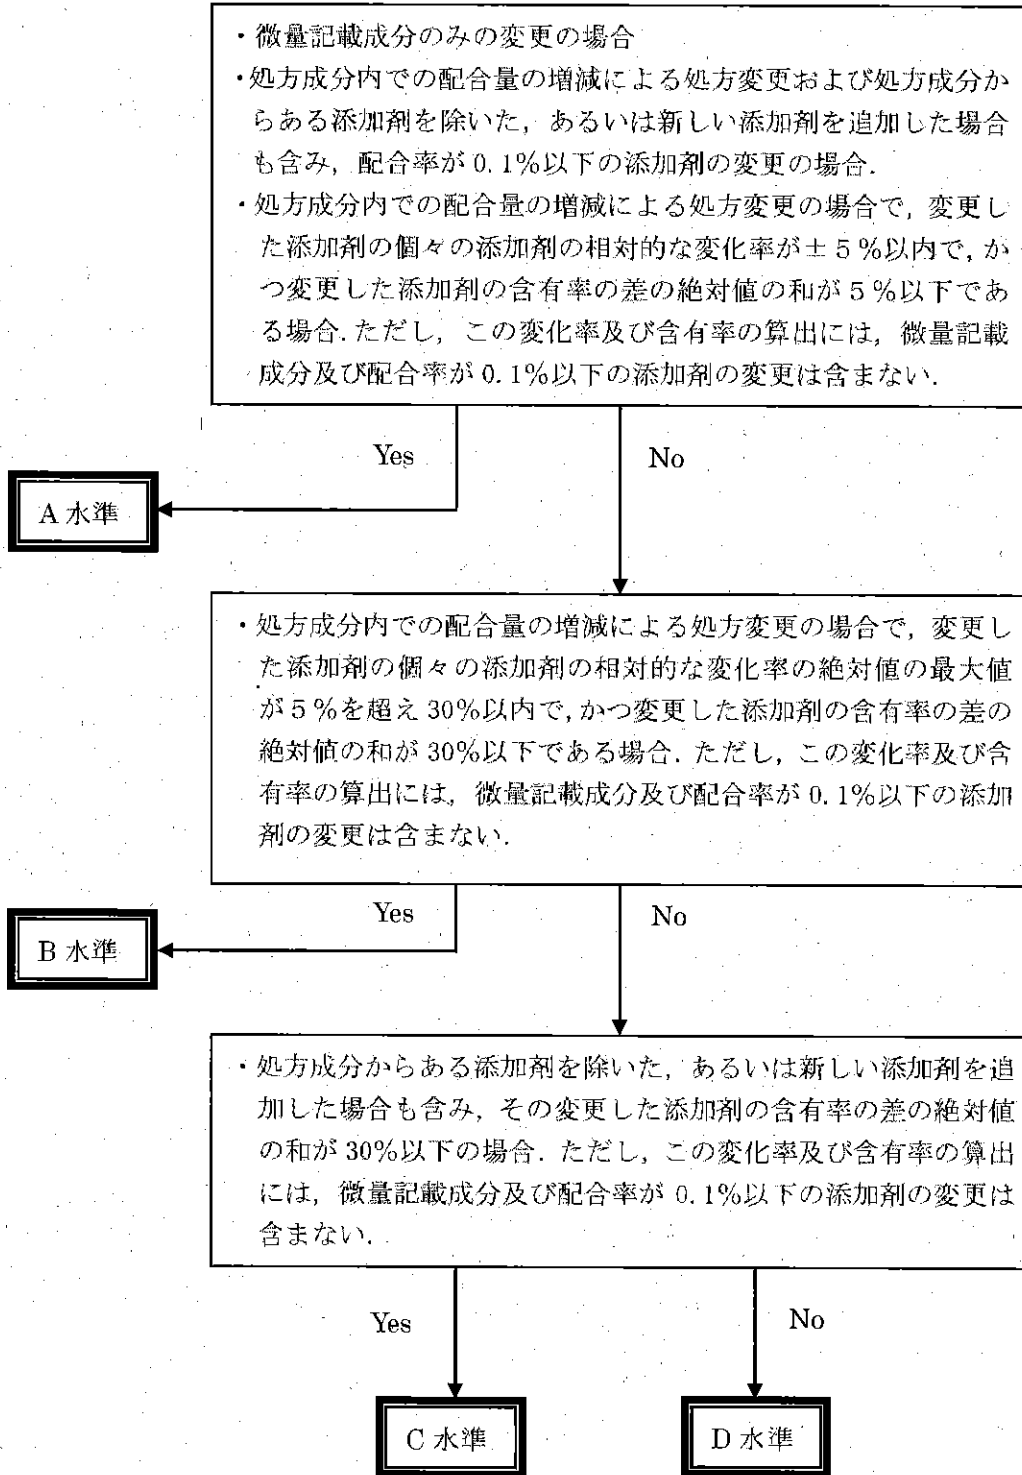 ・微量記載成分のみの変更の場合
・処方成分内での配合量の増減による処方変更および処方成分か
らある添加剤を除いた，あるいは新しい添加剤を追加した場合
も含み，配合率が0.1%以下の添加剤の変更の場合．
・処方成分内での配合量の増減による処方変更の場合で，変更し
た添加剤の個々の添加剤の相対的な変化率が±5%以内で，か
つ変更した添加剤の含有率の差の絶対値の和が5%以下であ
る場合．ただし，この変化率及び含有率の算出には，微量記載
成分及び配合率が0.1%以下の添加剤の変更は含まない．
Yes
No
A 水準
・処方成分内での配合量の増減による処方変更の場合で，変更し
た添加剤の個々の添加剤の相対的な変化率の絶対値の最大値
が5%を超え30%以内で，かつ変更した添加剤の含有率の差の
絶対値の和が30%以下である場合．ただし，この変化率及び含
有率の算出には，微量記載成分及び配合率が0.1%以下の添加
剤の変更は含まない．
Yes
No
B 水準
・処方成分からある添加剤を除いた，あるいは新しい添加剤を追
加した場合も含み，その変更した添加剤の含有率の差の絶対値
の和が30%以下の場合．ただし，この変化率及び含有率の算出
には，微量記載成分及び配合率が0.1%以下の添加剤の変更は
含まない．
Yes
No
C 水準
D 水準